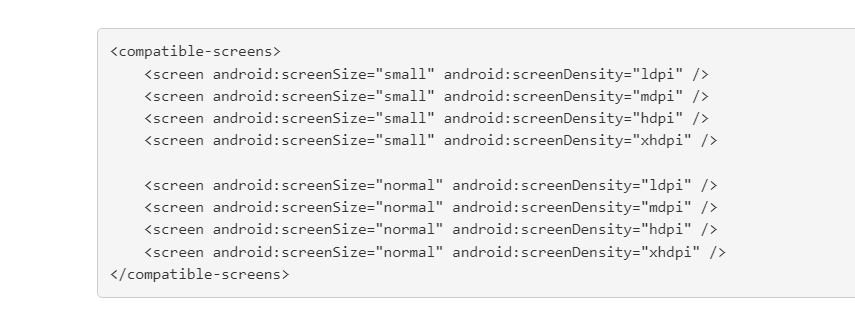 <compatible-screens>
    <screen android:screenSize="small" android:screenDensity="ldpi" />
    <screen android:screenSize="small" android:screenDensity="mdpi" />
    <screen android:screenSize="small" android:screenDensity="hdpi" />
    <screen android:screenSize="small" android:screenDensity="xhdpi" />

    <screen android:screenSize="normal" android:screenDensity="ldpi" />
    <screen android:screenSize="normal" android:screenDensity="mdpi" />
    <screen android:screenSize="normal" android:screenDensity="hdpi" />
    <screen android:screenSize="normal" android:screenDensity="xhdpi" />
</compatible-screens>